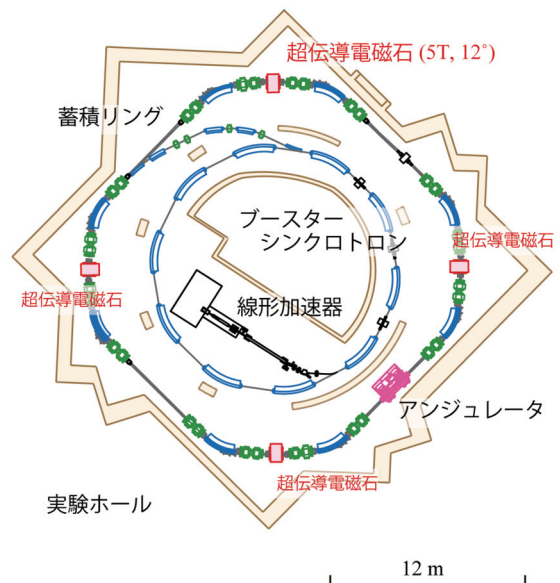 超伝導電磁石 (5T, 12°)
蓄積リング
ブースター
シンクロトロン
超伝導電磁石
超伝導電磁石
線形加速器
アンジュレータ
超伝導電磁石
実験ホール
12 m